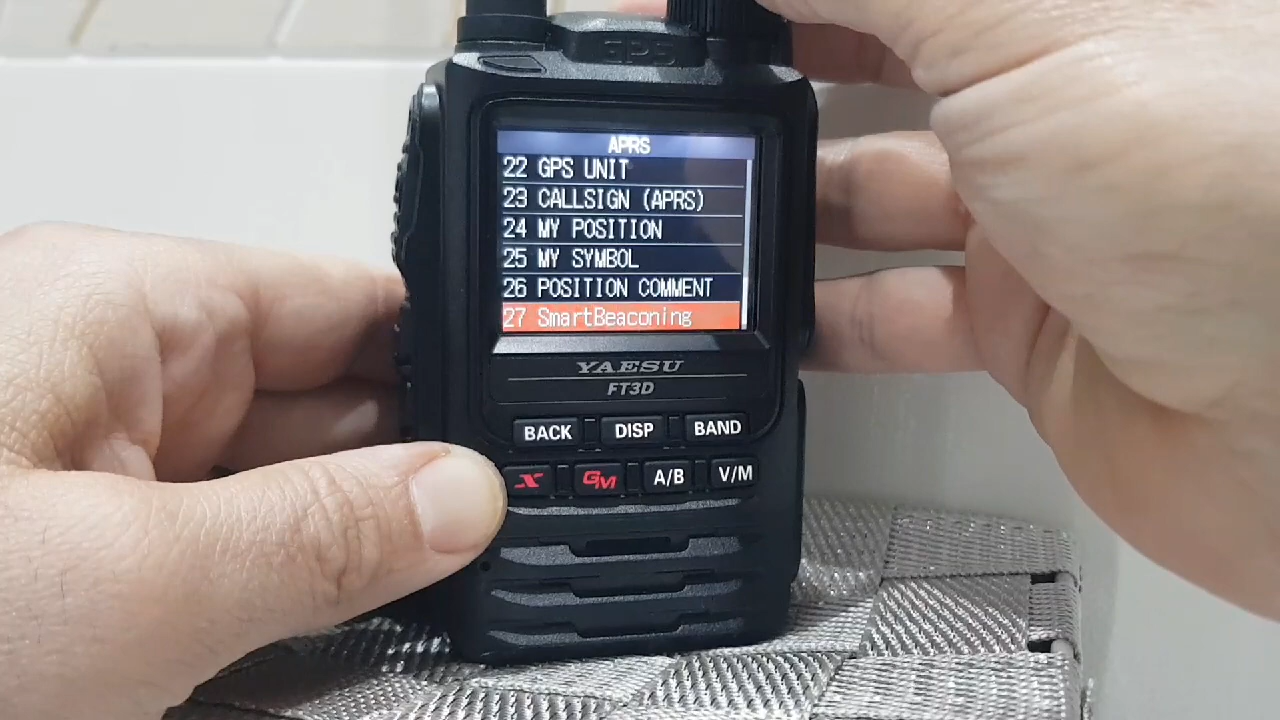 GPS
APRS
22 GPS UNIT
23 CALLSIGN (APRS)
24 MY POSITION
25 MY SYMBOL
26 POSITION COMMENT
27 SmartBeaconing
YAESU
FT3D
BACK DISP BAND
X GM A/B V/M